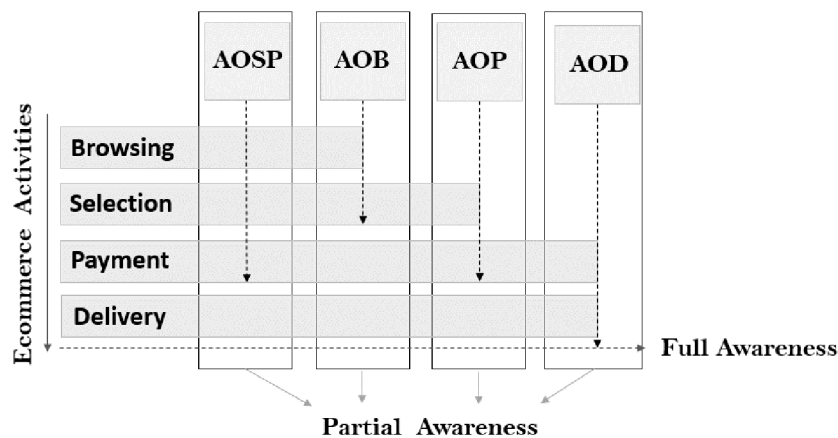 AOSP AOB AOP AOD
Ecommerce Activities
Browsing
Selection
Payment
Delivery
Full Awareness
Partial Awareness